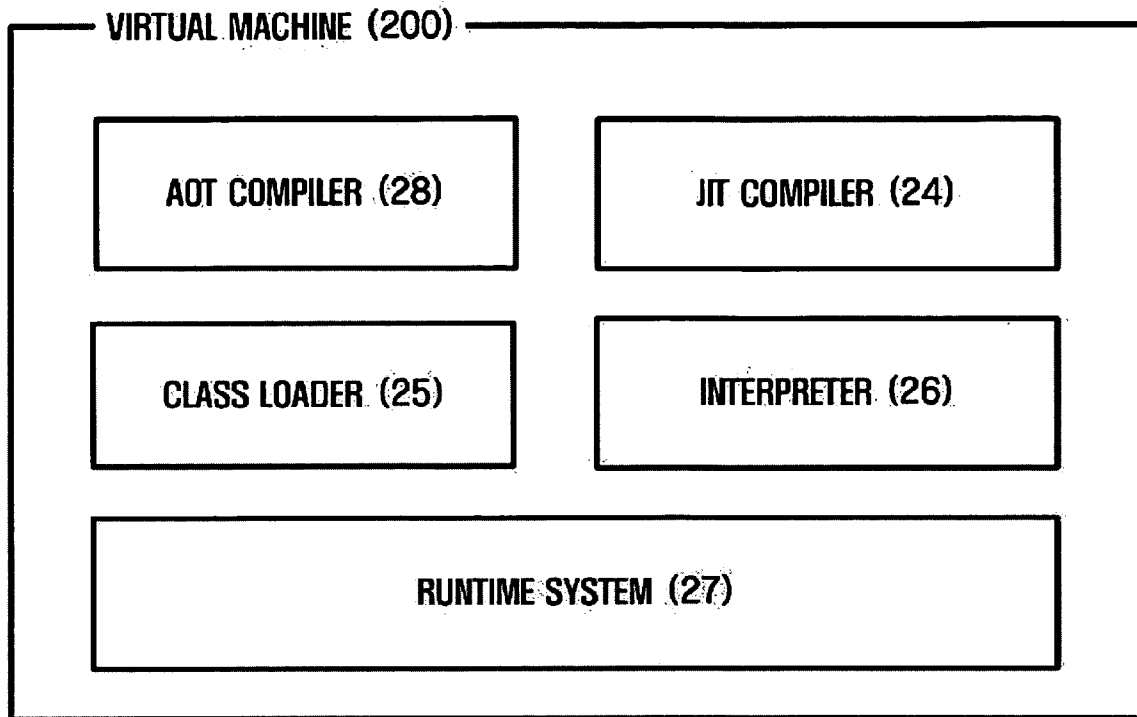 VIRTUAL MACHINE (200)
AOT COMPILER (28)
JIT COMPILER (24)
CLASS LOADER (25)
INTERPRETER (26)
RUNTIME SYSTEM (27)